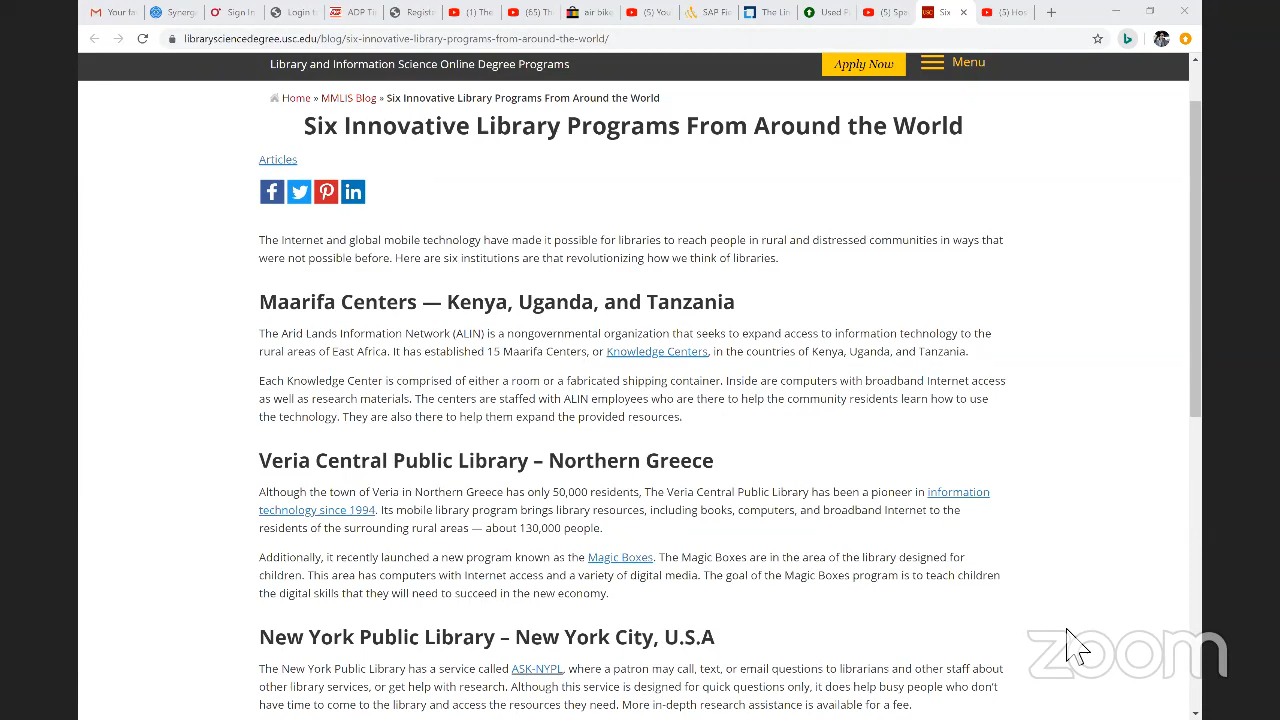 Your fa Synerg Sign In Login t ADP Ti Regist (1) The (65) Th air bike (5) You SAP Fi The Lin Used F (5) Spe USC Six (5) Hos
librarysciencedegree.usc.edu/blog/six-innovative-library-programs-from-around-the-world/
Library and Information Science Online Degree Programs Apply Now Menu
Home » MMLIS Blog » Six Innovative Library Programs From Around the World
Six Innovative Library Programs From Around the World
Articles
The Internet and global mobile technology have made it possible for libraries to reach people in rural and distressed communities in ways that
were not possible before. Here are six institutions are that revolutionizing how we think of libraries.
Maarifa Centers — Kenya, Uganda, and Tanzania
The Arid Lands Information Network (ALIN) is a nongovernmental organization that seeks to expand access to information technology to the
rural areas of East Africa. It has established 15 Maarifa Centers, or Knowledge Centers, in the countries of Kenya, Uganda, and Tanzania.
Each Knowledge Center is comprised of either a room or a fabricated shipping container. Inside are computers with broadband Internet access
as well as research materials. The centers are staffed with ALIN employees who are there to help the community residents learn how to use
the technology. They are also there to help them expand the provided resources.
Veria Central Public Library – Northern Greece
Although the town of Veria in Northern Greece has only 50,000 residents, The Veria Central Public Library has been a pioneer in information
technology since 1994. Its mobile library program brings library resources, including books, computers, and broadband Internet to the
residents of the surrounding rural areas — about 130,000 people.
Additionally, it recently launched a new program known as the Magic Boxes. The Magic Boxes are in the area of the library designed for
children. This area has computers with Internet access and a variety of digital media. The goal of the Magic Boxes program is to teach children
the digital skills that they will need to succeed in the new economy.
New York Public Library – New York City, U.S.A
The New York Public Library has a service called ASK-NYPL, where a patron may call, text, or email questions to librarians and other staff about
other library services, or get help with research. Although this service is designed for quick questions only, it does help busy people who don't
have time to come to the library and access the resources they need. More in-depth research assistance is available for a fee.
zoom